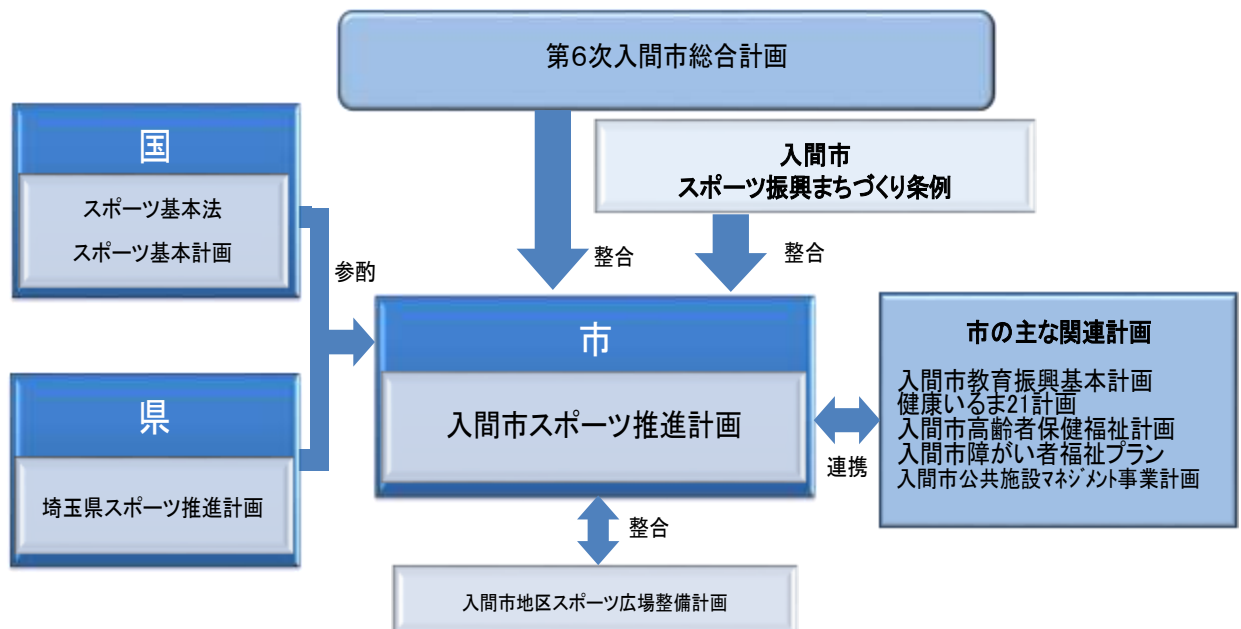 第6次入間市総合計画
国
スポーツ基本法
スポーツ基本計画
入間市
スポーツ振興まちづくり条例
整合
整合
参酌
県
埼玉県スポーツ推進計画
市
入間市スポーツ推進計画
連携
市の主な関連計画
入間市教育振興基本計画
健康いるま21計画
入間市高齢者保健福祉計画
入間市障がい者福祉プラン
入間市公共施設マネジメント事業計画
整合
入間市地区スポーツ広場整備計画